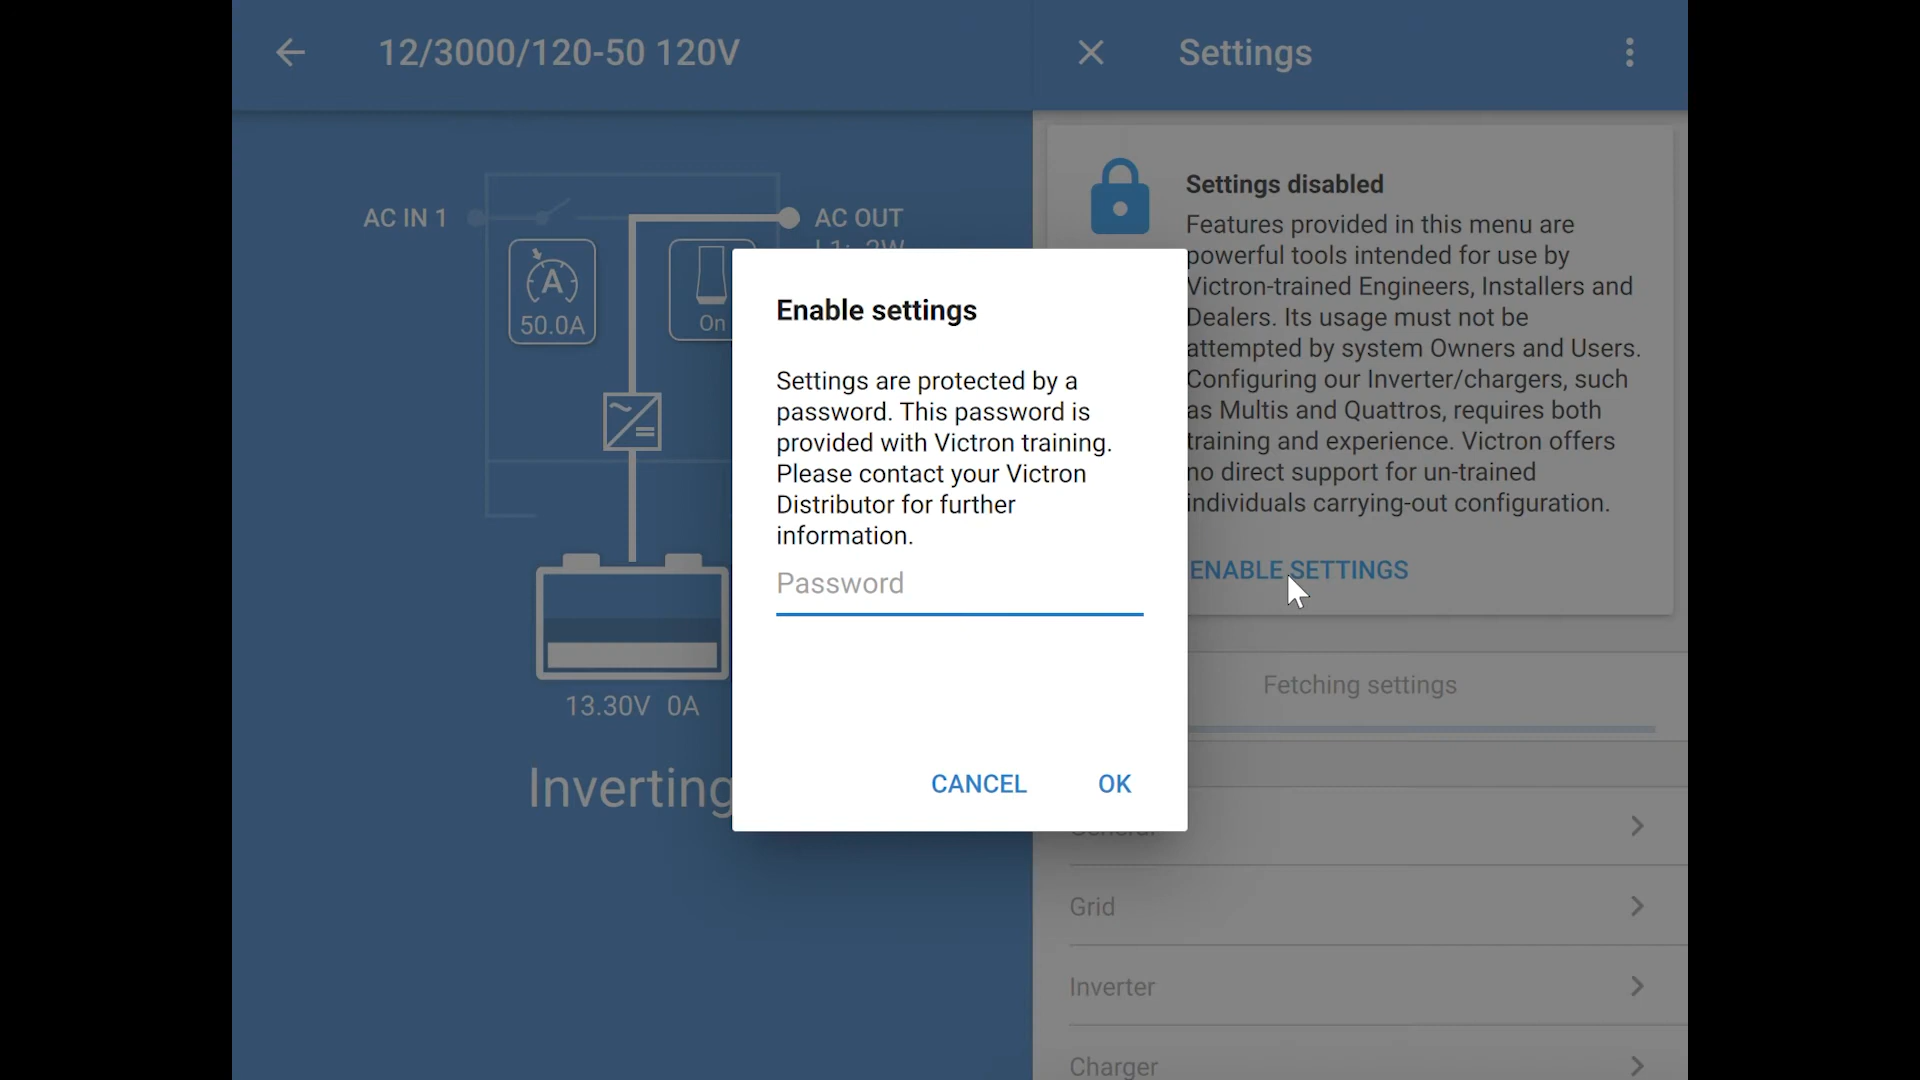 12/3000/120-50 120V
Settings
AC IN 1
AC OUT
A
50.0A
On
13.30V 0A
Inverting
Settings disabled
Features provided in this menu are
powerful tools intended for use by
Victron-trained Engineers, Installers and
Dealers. Its usage must not be
attempted by system Owners and Users.
Configuring our Inverter/chargers, such
as Multis and Quattros, requires both
training and experience. Victron offers
no direct support for un-trained
individuals carrying-out configuration.
ENABLE SETTINGS
Fetching settings
Grid
Inverter
Charger
Enable settings
Settings are protected by a
password. This password is
provided with Victron training.
Please contact your Victron
Distributor for further
information.
Password
CANCEL
OK